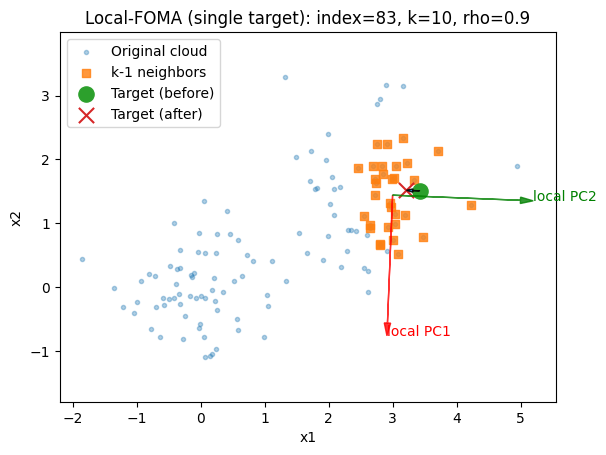 Local-FOMA (single target): index=83, k=10, rho=0.9
Original cloud
k-1 neighbors
Target (before)
Target (after)
x2
3
2
1
0
−1
local PC2
local PC1
−2 −1 0 1 2 3 4 5
x1